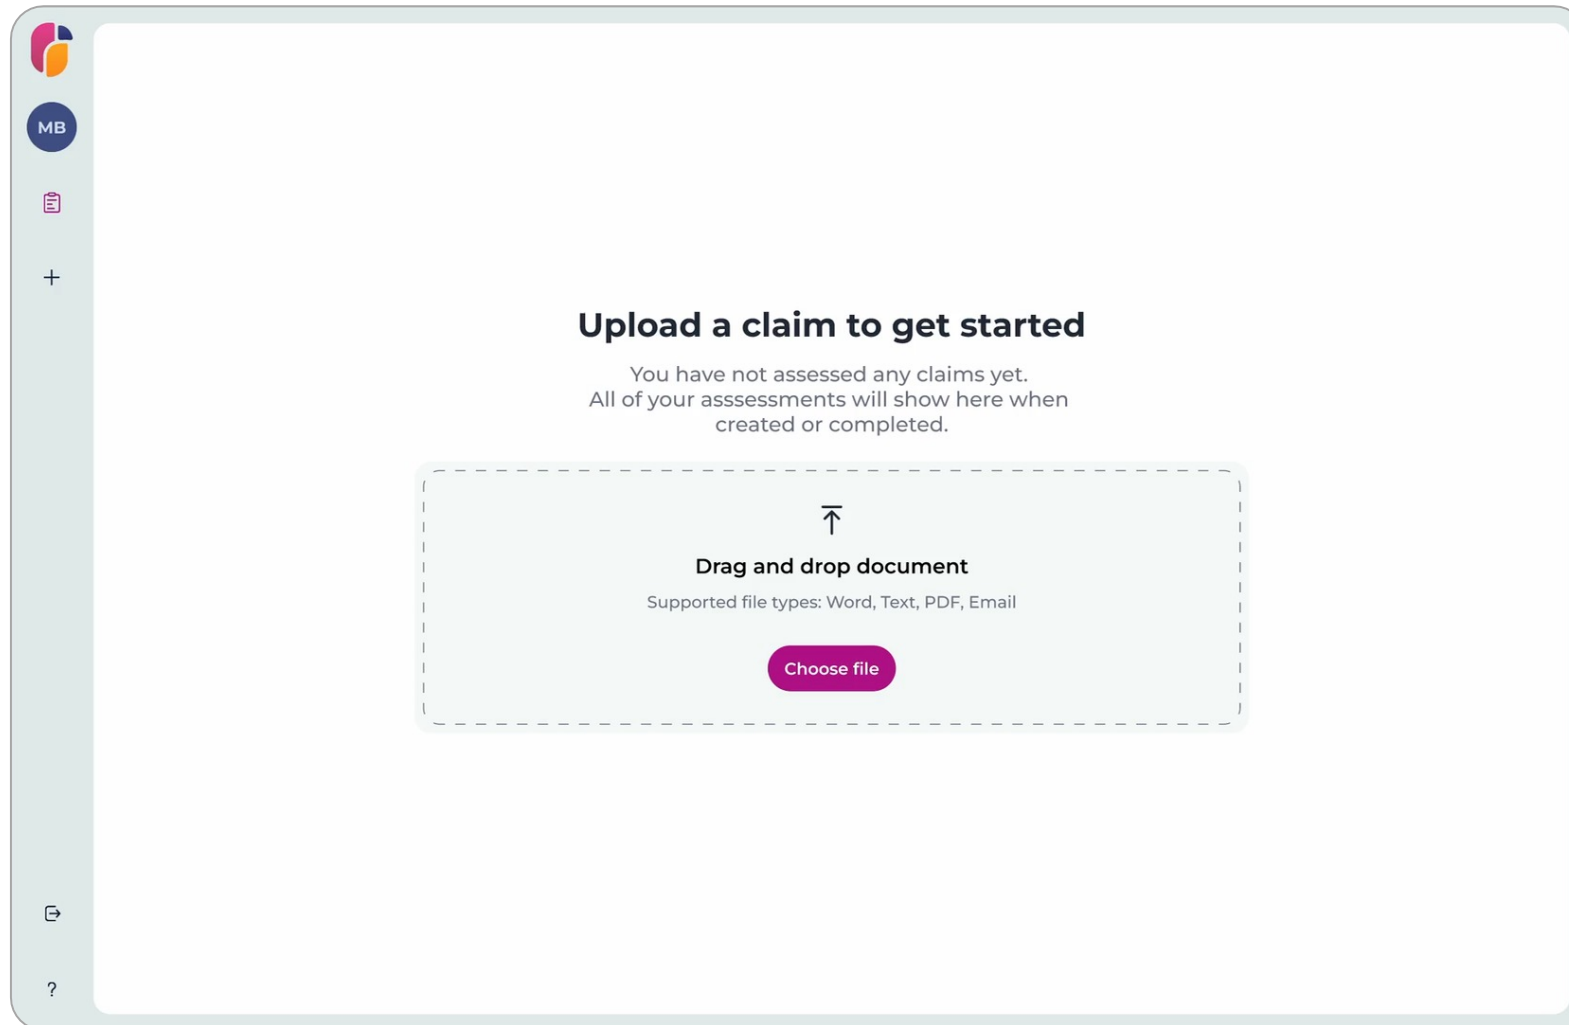 MB
Upload a claim to get started
You have not assessed any claims yet.
All of your asssessments will show here when
created or completed.
Drag and drop document
Supported file types: Word, Text, PDF, Email
Choose file
?